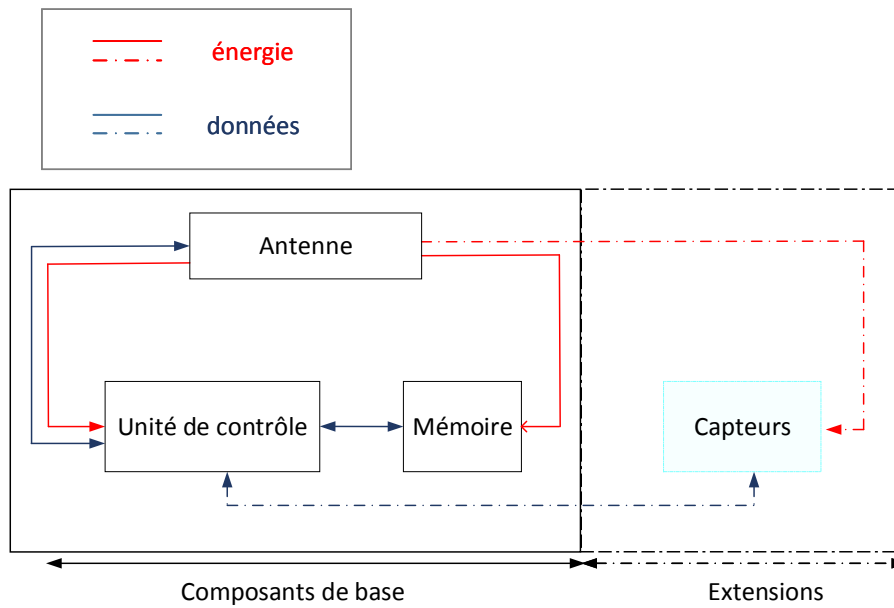 énergie
données
Antenne
Unité de contrôle
Mémoire
Capteurs
Composants de base
Extensions